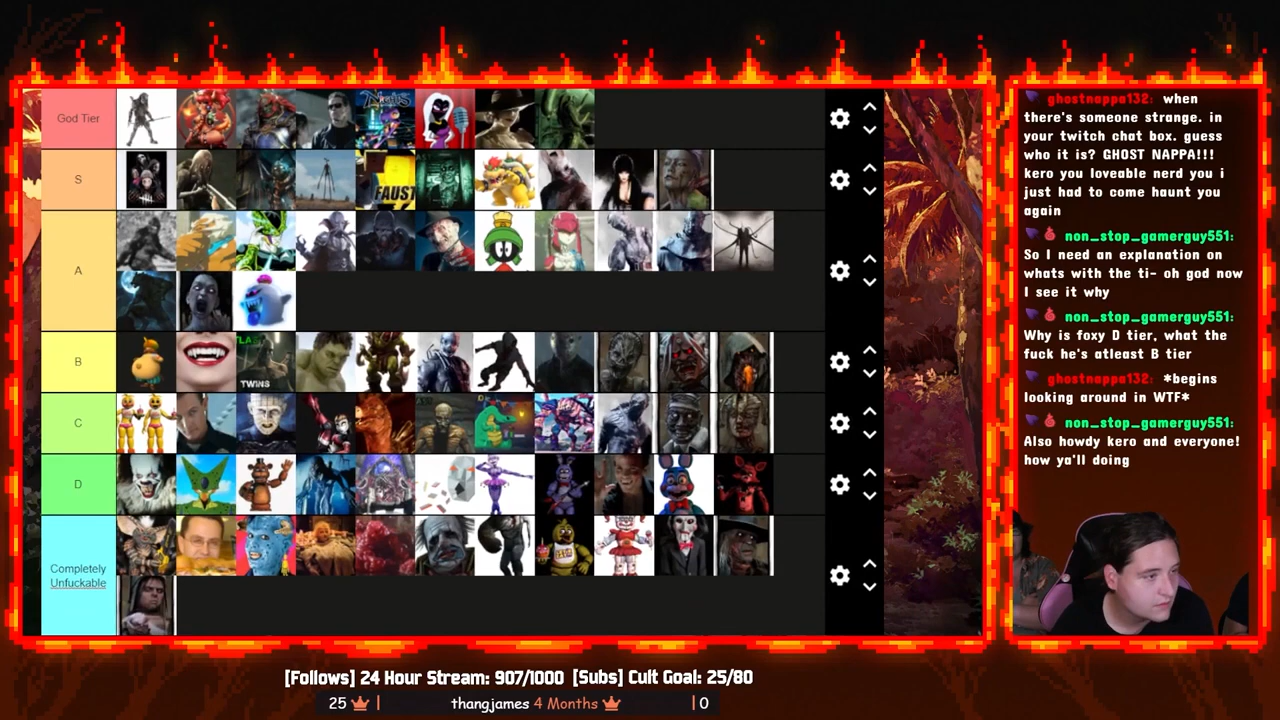 God Tier
S
FAUST
A
B
TWINS
C
D
Completely
Unfuckable
ghostnappa132: when
there's someone strange. in
your twitch chat box. guess
who it is? GHOST NAPPA!!!
kero you loveable nerd you i
just had to come haunt you
again
non_stop_gamerguy551:
So I need an explanation on
whats with the ti- oh god now
I see it why
non_stop_gamerguy551:
Why is foxy D tier, what the
fuck he's atleast B tier
ghostnappa132: *begins
looking around in WTF*
non_stop_gamerguy551:
Also howdy kero and everyone!
how ya'll doing
[Follows] 24 Hour Stream: 907/1000 [Subs] Cult Goal: 25/80
25 thangjames 4 Months 0